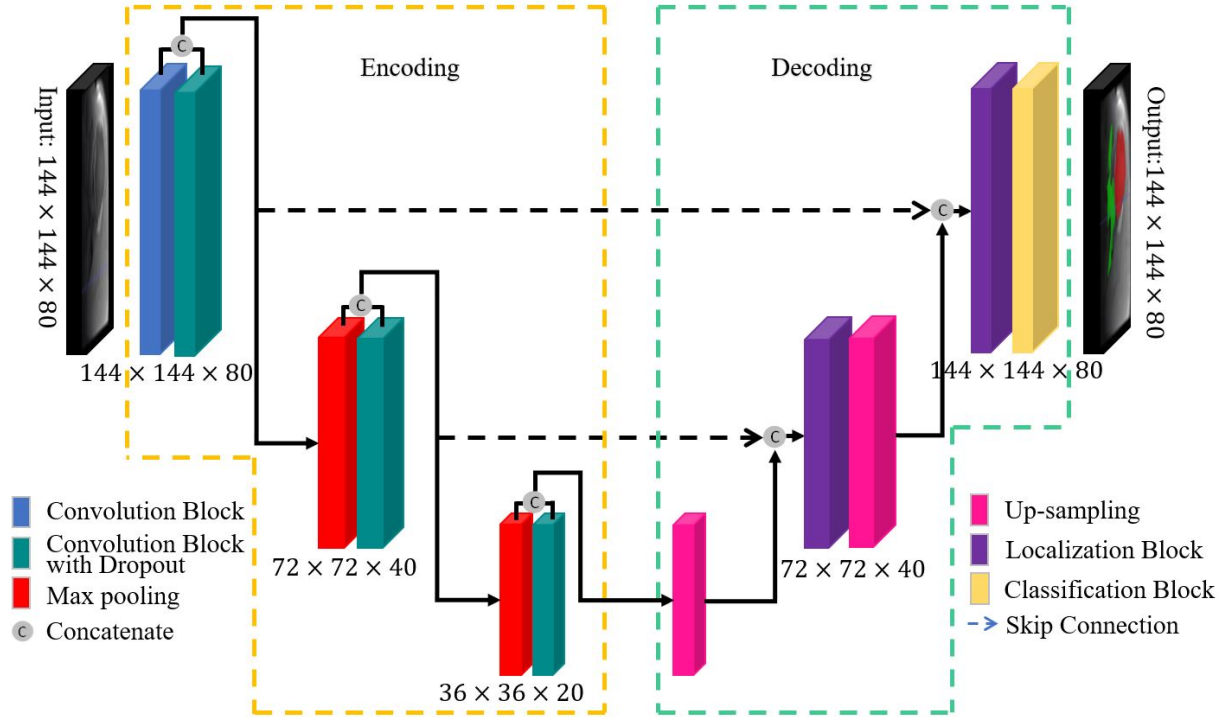 C
Encoding
Decoding
Input: 144 × 144 × 80
Output:144 × 144 × 80
C
144 × 144 × 80
C
144 × 144 × 80
C
C
72 × 72 × 40
72 × 72 × 40
36 × 36 × 20
Convolution Block
Convolution Block
with Dropout
Max pooling
C Concatenate
Up-sampling
Localization Block
Classification Block
Skip Connection